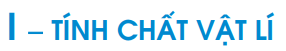 I – TÍNH CHẤT VẬT LÍ